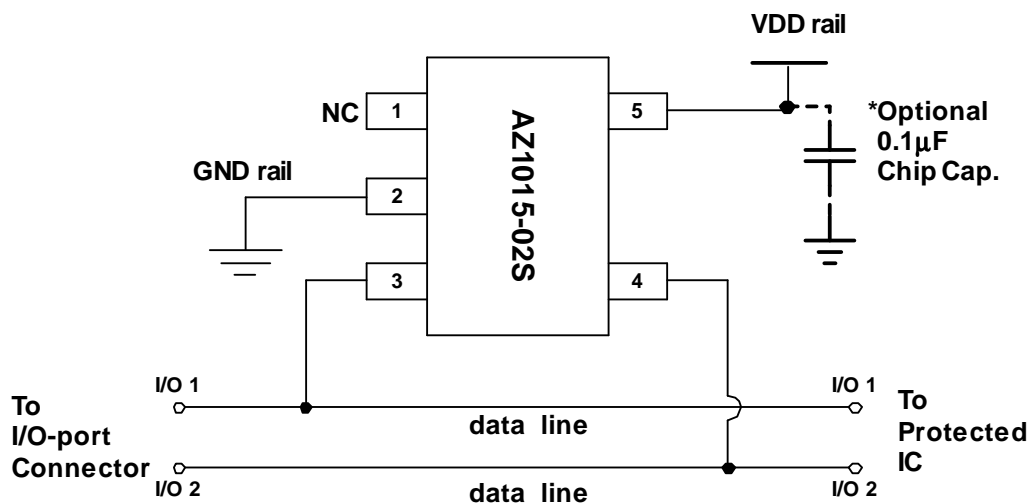 VDD rail
NC
1
5
*Optional
0.1μF
Chip Cap.
GND rail
2
AZ1015-02S
3
4
I/O 1
I/O 1
To
I/O-port
Connector
data line
To
Protected
IC
I/O 2
data line
I/O 2